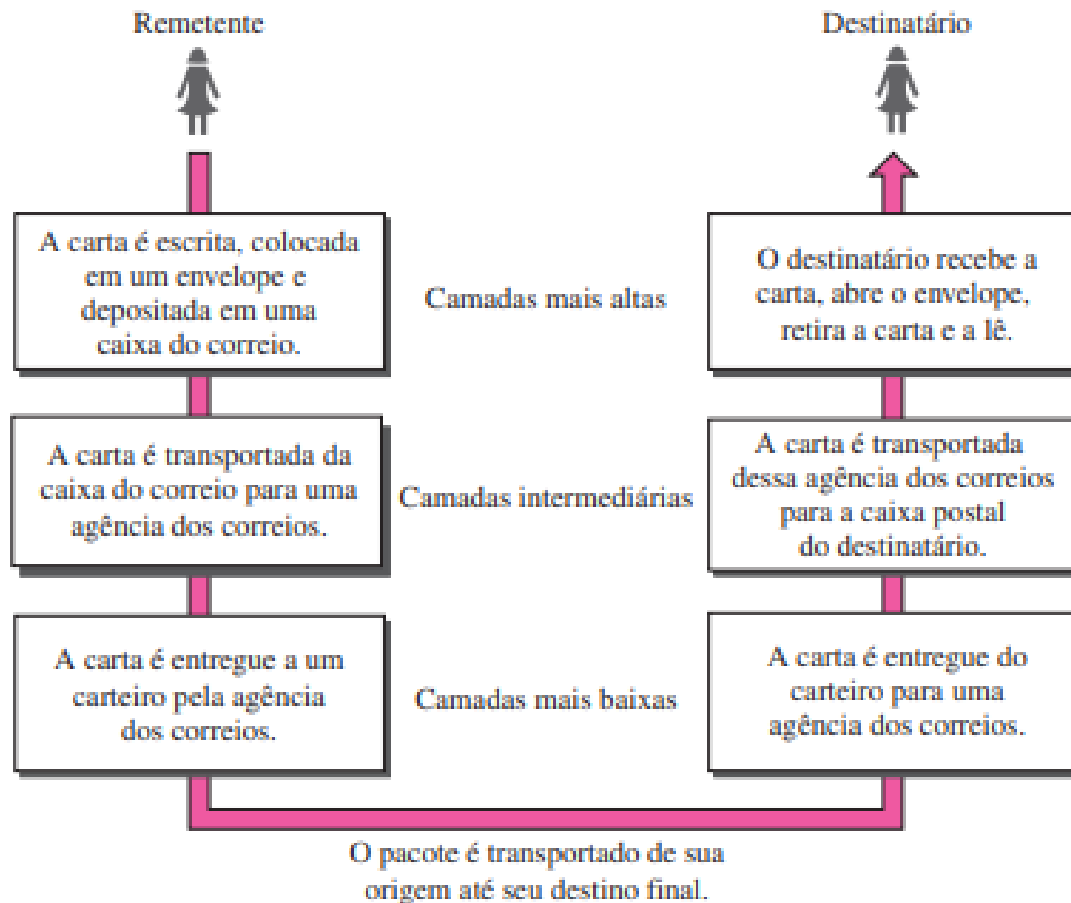 Remetente
Destinatário
A carta é escrita, colocada
em um envelope e
depositada em uma
caixa do correio.
Camadas mais altas
O destinatário recebe a
carta, abre o envelope,
retira a carta e a lê.
A carta é transportada da
caixa do correio para uma
agência dos correios.
Camadas intermediárias
A carta é transportada
dessa agência dos correios
para a caixa postal
do destinatário.
A carta é entregue a um
carteiro pela agência
dos correios.
Camadas mais baixas
A carta é entregue do
carteiro para uma
agência dos correios.
O pacote é transportado de sua
origem até seu destino final.